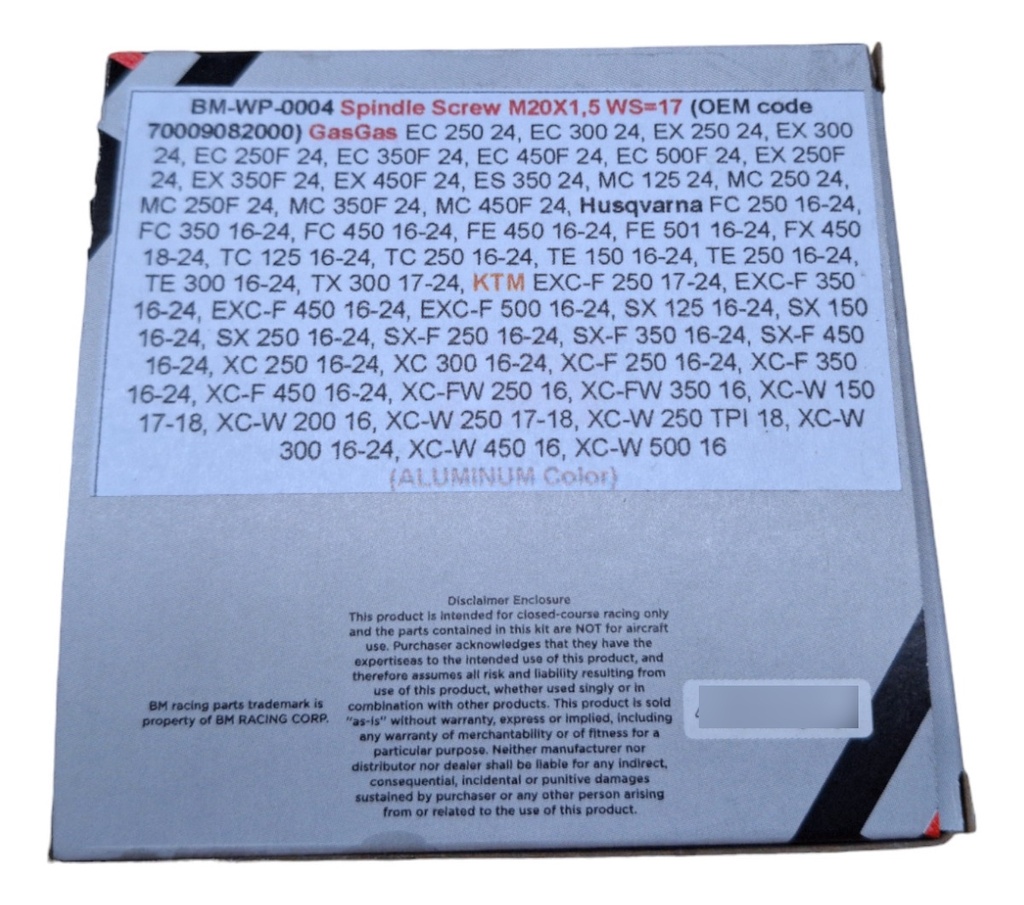 BM-WP-0004 Spindle Screw M20X1,5 WS=17 (OEM code
70009082000) GasGas EC 250 24, EC 300 24, EX 250 24, EX 300
24, EC 250F 24, EC 350F 24, EC 450F 24, EC 500F 24, EX 250F
24, EX 350F 24, EX 450F 24, ES 350 24, MC 125 24, MC 250 24,
MC 250F 24, MC 350F 24, MC 450F 24, Husqvarna FC 250 16-24,
FC 350 16-24, FC 450 16-24, FE 450 16-24, FE 501 16-24, FX 450
18-24, TC 125 16-24, TC 250 16-24, TE 150 16-24, TE 250 16-24,
TE 300 16-24, TX 300 17-24, KTM EXC-F 250 17-24, EXC-F 350
16-24, EXC-F 450 16-24, EXC-F 500 16-24, SX 125 16-24, SX 150
16-24, SX 250 16-24, SX-F 250 16-24, SX-F 350 16-24, SX-F 450
16-24, XC 250 16-24, XC 300 16-24, XC-F 250 16-24, XC-F 350
16-24, XC-F 450 16-24, XC-FW 250 16, XC-FW 350 16, XC-W 150
17-18, XC-W 200 16, XC-W 250 17-18, XC-W 250 TPI 18, XC-W
300 16-24, XC-W 450 16, XC-W 500 16
(ALUMINUM Color)
Disclaimer Enclosure
This product is intended for closed-course racing only
and the parts contained in this kit are NOT for aircraft
use. Purchaser acknowledges that they have the
expertiseas to the intended use of this product, and
therefore assumes all risk and liability resulting from
use of this product, whether used singly or in
combination with other products. This product is sold
"as-is" without warranty, express or implied, including
any warranty of merchantability or of fitness for a
particular purpose. Neither manufacturer nor
distributor nor dealer shall be liable for any indirect,
consequential, incidental or punitive damages
sustained by purchaser or any other person arising
from or related to the use of this product.
BM racing parts trademark is
property of BM RACING CORP.